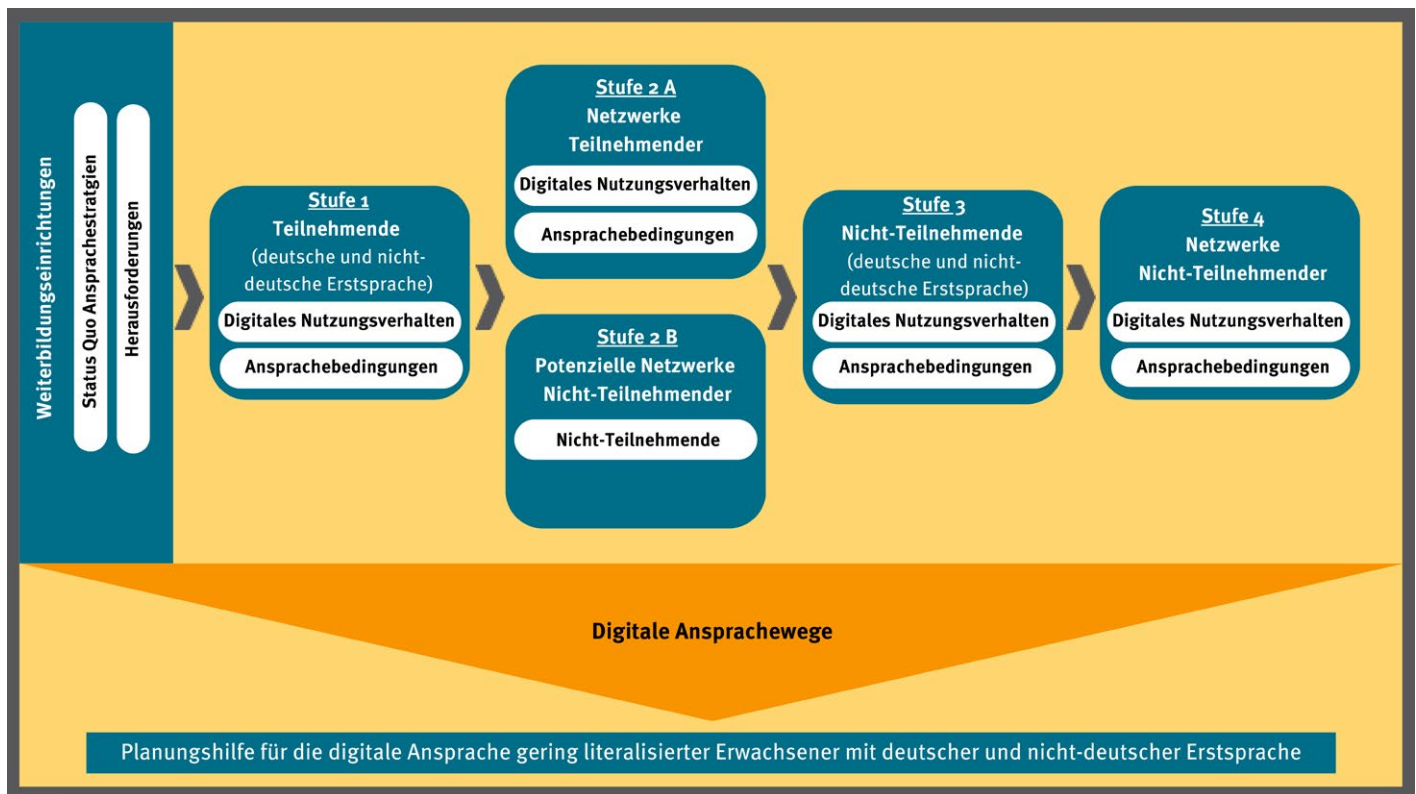 Weiterbildungseinrichtungen
Status Quo Ansprachestratgien
Herausforderungen
Stufe 1
Teilnehmende
(deutsche und nicht-
deutsche Erstsprache)
Digitales Nutzungsverhalten
Ansprachebedingungen
Stufe 2 A
Netzwerke
Teilnehmender
Digitales Nutzungsverhalten
Ansprachebedingungen
Stufe 2 B
Potenzielle Netzwerke
Nicht-Teilnehmender
Nicht-Teilnehmende
Stufe 3
Nicht-Teilnehmende
(deutsche und nicht-
deutsche Erstsprache)
Digitales Nutzungsverhalten
Ansprachebedingungen
Stufe 4
Netzwerke
Nicht-Teilnehmender
Digitales Nutzungsverhalten
Ansprachebedingungen
Digitale Ansprachewege
Planungshilfe für die digitale Ansprache gering literalisierter Erwachsener mit deutscher und nicht-deutscher Erstsprache